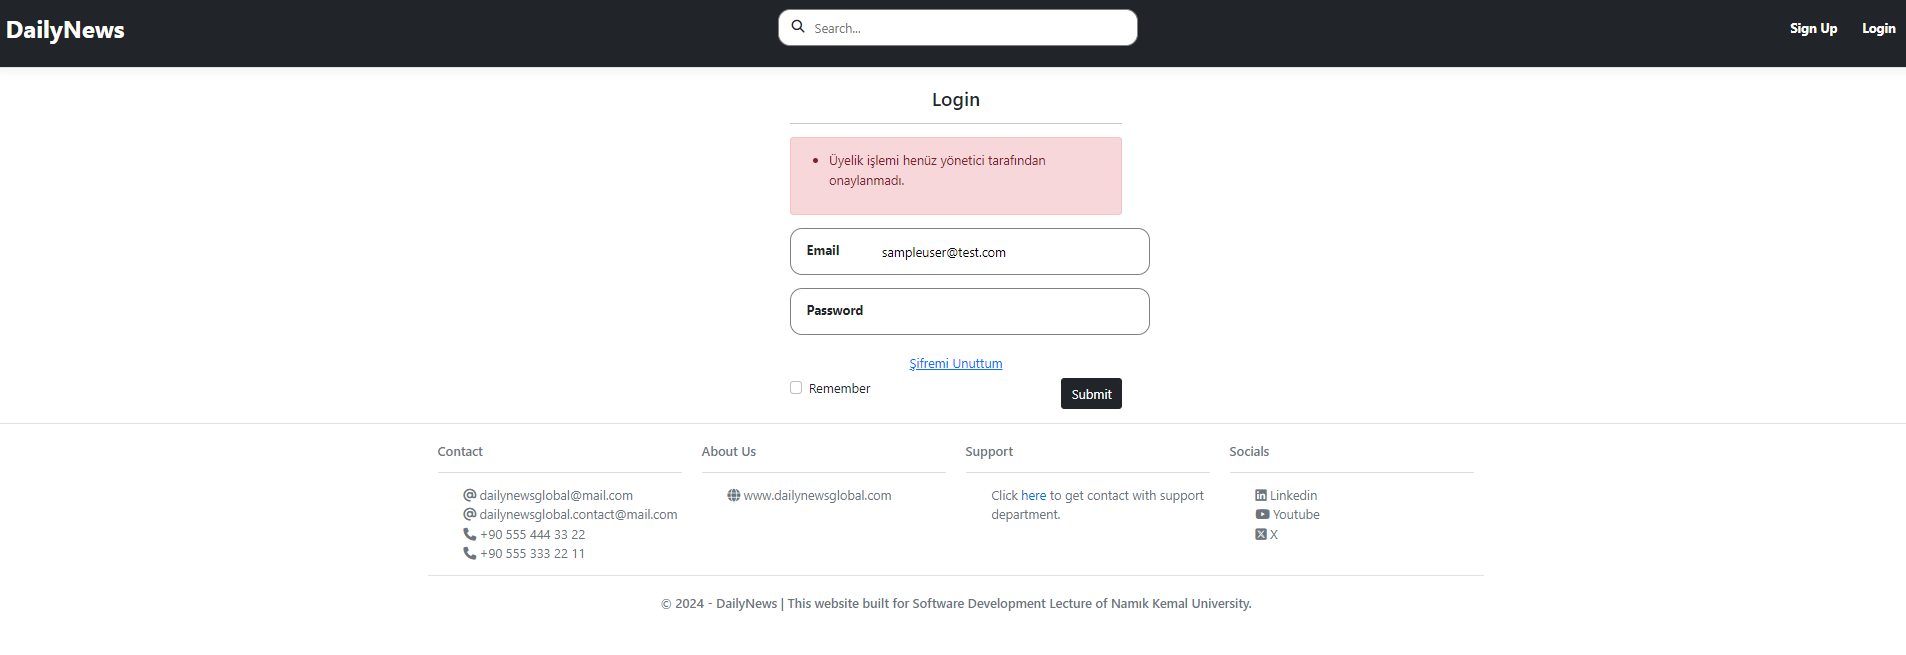 DailyNews
Search...
Sign Up
Login
Login
Üyelik işlemi henüz yönetici tarafından
onaylanmadı.
Email
sampleuser@test.com
Password
Şifremi Unuttum
Remember
Submit
Contact
dailynewsglobal@mail.com
dailynewsglobal.contact@mail.com
+90 555 444 33 22
+90 555 333 22 11
About Us
www.dailynewsglobal.com
Support
Click here to get contact with support
department.
Socials
Linkedin
Youtube
X
© 2024 - DailyNews | This website built for Software Development Lecture of Namık Kemal University.